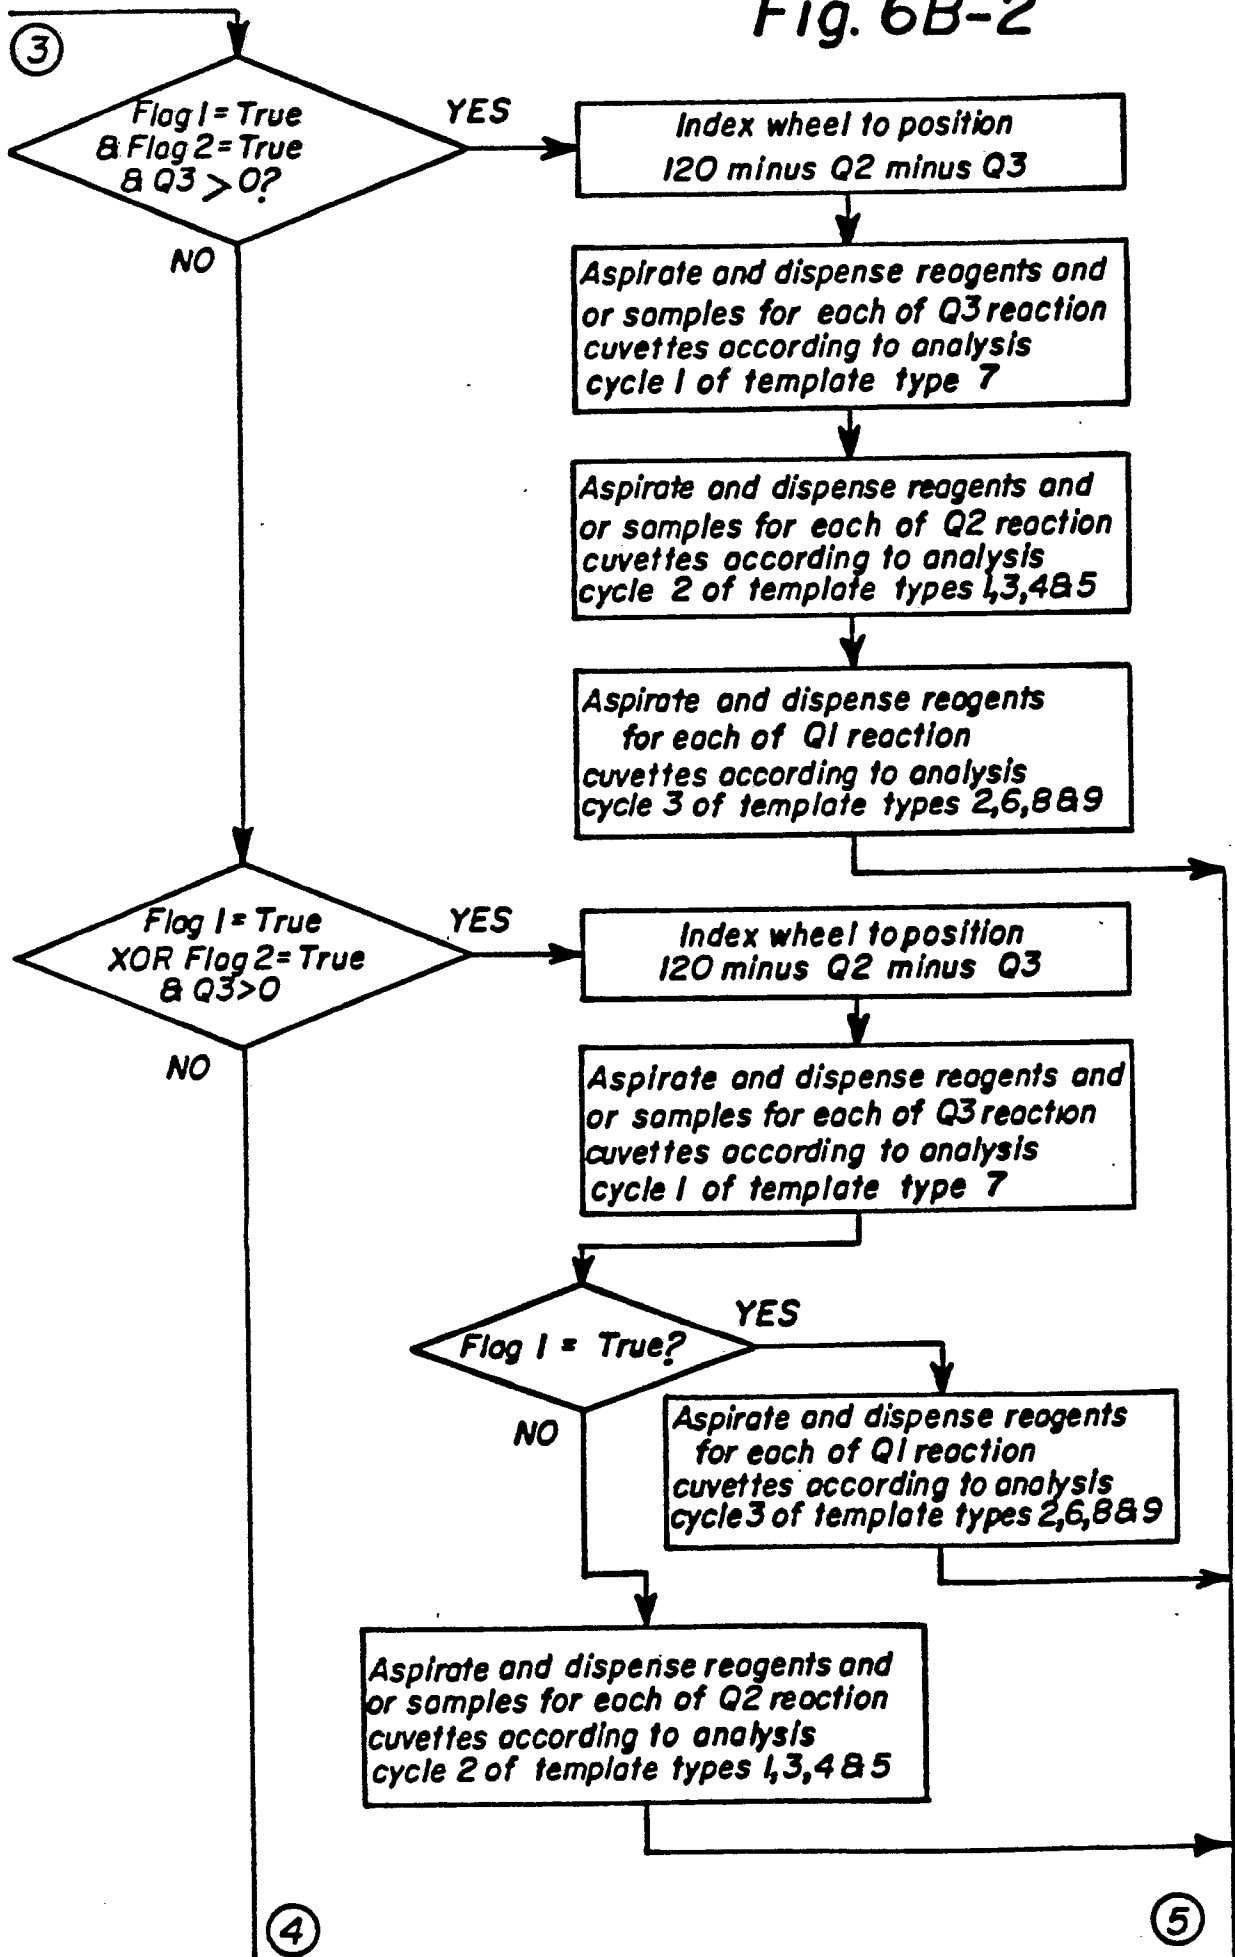 Fig. 6B-2
3
Flag 1 = True
& Flag 2 = True
& Q3 > 0?
YES
NO
Index wheel to position
120 minus Q2 minus Q3
Aspirate and dispense reagents and
or samples for each of Q3 reaction
cuvettes according to analysis
cycle 1 of template type 7
Aspirate and dispense reagents and
or samples for each of Q2 reaction
cuvettes according to analysis
cycle 2 of template types 1,3,4&5
Aspirate and dispense reagents
for each of Q1 reaction
cuvettes according to analysis
cycle 3 of template types 2,6,8&9
Flag 1 = True
XOR Flag 2 = True
& Q3>0
YES
NO
Index wheel to position
120 minus Q2 minus Q3
Aspirate and dispense reagents and
or samples for each of Q3 reaction
cuvettes according to analysis
cycle 1 of template type 7
Flag 1 = True?
YES
NO
Aspirate and dispense reagents
for each of Q1 reaction
cuvettes according to analysis
cycle 3 of template types 2,6,8&9
Aspirate and dispense reagents and
or samples for each of Q2 reaction
cuvettes according to analysis
cycle 2 of template types 1,3,4&5
4
5